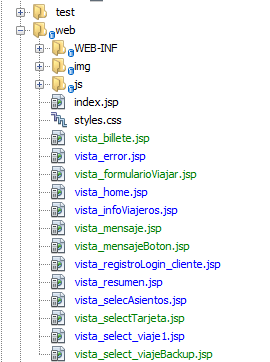 test
web
WEB-INF
img
js
index.jsp
styles.css
vista_billete.jsp
vista_error.jsp
vista_formularioViajar.jsp
vista_home.jsp
vista_infoViajeros.jsp
vista_mensaje.jsp
vista_mensajeBoton.jsp
vista_registroLogin_cliente.jsp
vista_resumen.jsp
vista_selecAsientos.jsp
vista_selectTarjeta.jsp
vista_select_viaje1.jsp
vista_select_viajeBackup.jsp